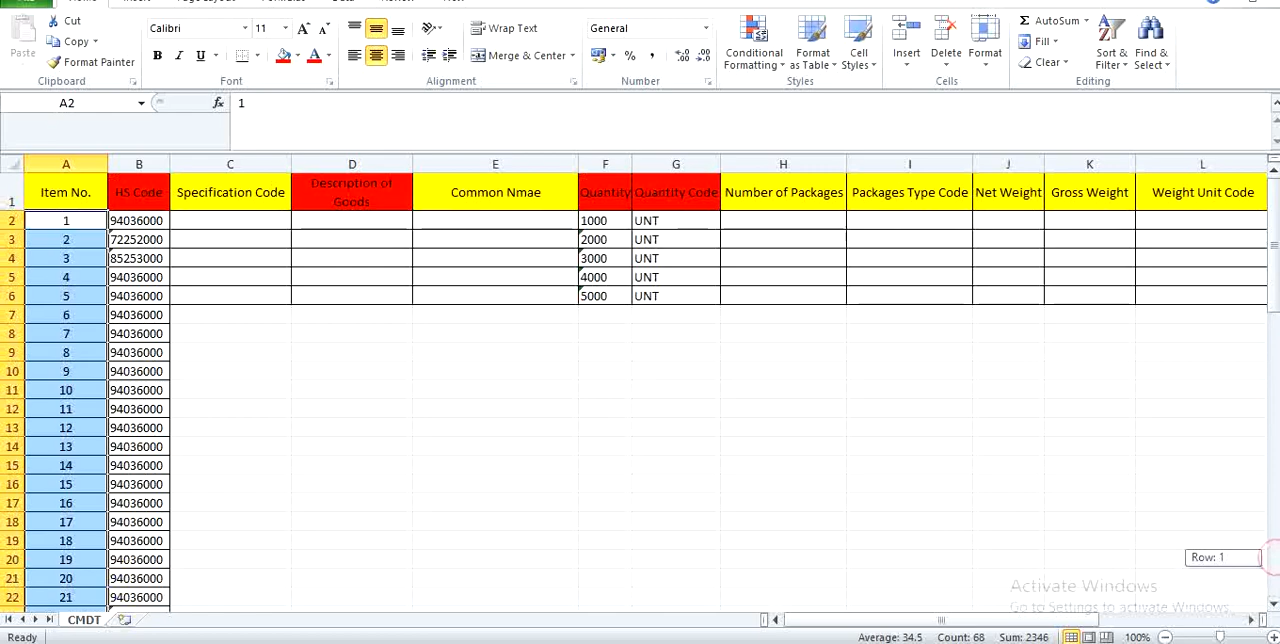 Cut
Copy
Format Painter
Paste
Clipboard
Calibri 11
B I U
Font
Wrap Text
Merge & Center
Alignment
General
% ,
Number
Conditional Formatting
Format as Table
Cell Styles
Styles
Insert
Delete
Format
Cells
Σ AutoSum
Fill
Clear
Sort & Filter
Find & Select
Editing
A2 fx 1
A B C D E F G H I J K L
1 Item No. HS Code Specification Code Description of Goods Common Nmae Quantity Quantity Code Number of Packages Packages Type Code Net Weight Gross Weight Weight Unit Code
2 1 94036000 1000 UNT
3 2 72252000 2000 UNT
4 3 85253000 3000 UNT
5 4 94036000 4000 UNT
6 5 94036000 5000 UNT
7 6 94036000
8 7 94036000
9 8 94036000
10 9 94036000
11 10 94036000
12 11 94036000
13 12 94036000
14 13 94036000
15 14 94036000
16 15 94036000
17 16 94036000
18 17 94036000
19 18 94036000
20 19 94036000
21 20 94036000
22 21 94036000
Row: 1
Activate Windows
Go to Settings to activate Windows.
CMDT
Ready Average: 34.5 Count: 68 Sum: 2346 100%